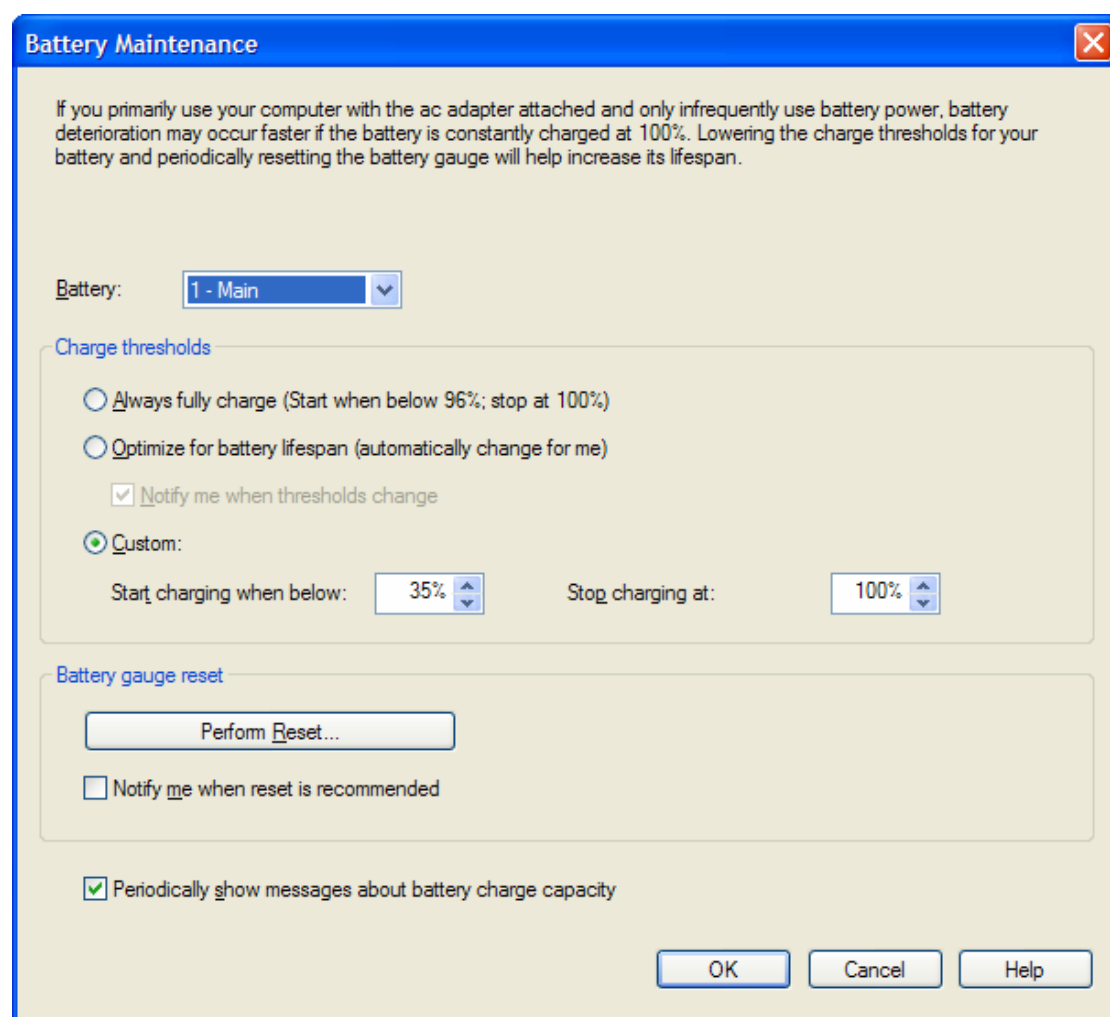 Battery Maintenance
If you primarily use your computer with the ac adapter attached and only infrequently use battery power, battery
deterioration may occur faster if the battery is constantly charged at 100%. Lowering the charge thresholds for your
battery and periodically resetting the battery gauge will help increase its lifespan.
Battery: 1 - Main
Charge thresholds
Always fully charge (Start when below 96%; stop at 100%)
Optimize for battery lifespan (automatically change for me)
Notify me when thresholds change
Custom:
Start charging when below: 35% Stop charging at: 100%
Battery gauge reset
Perform Reset...
Notify me when reset is recommended
Periodically show messages about battery charge capacity
OK Cancel Help